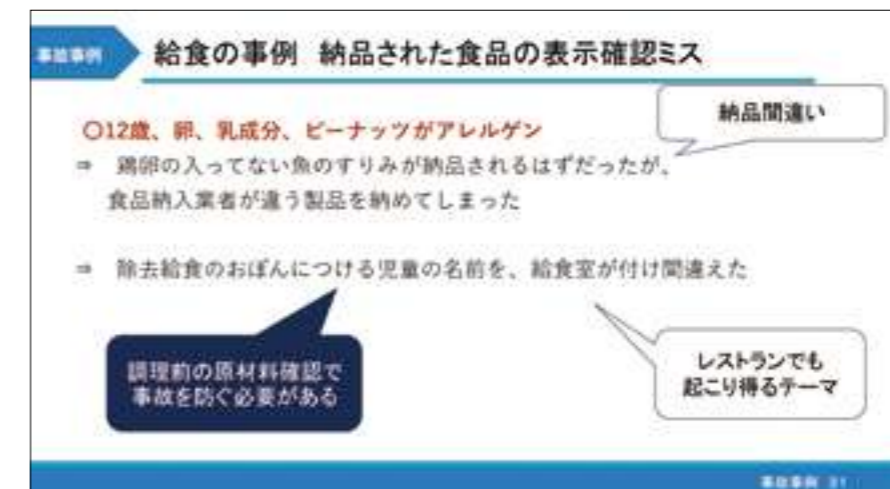 事故事例
給食の事例 納品された食品の表示確認ミス
納品間違い
〇12歳、卵、乳成分、ピーナッツがアレルゲン
⇒ 鶏卵の入ってない魚のすりみが納品されるはずだったが、
食品納入業者が違う製品を納めてしまった
⇒ 除去給食のおぼんにつける児童の名前を、給食室が付け間違えた
調理前の原材料確認で
事故を防ぐ必要がある
レストランでも
起こり得るテーマ
事故事例